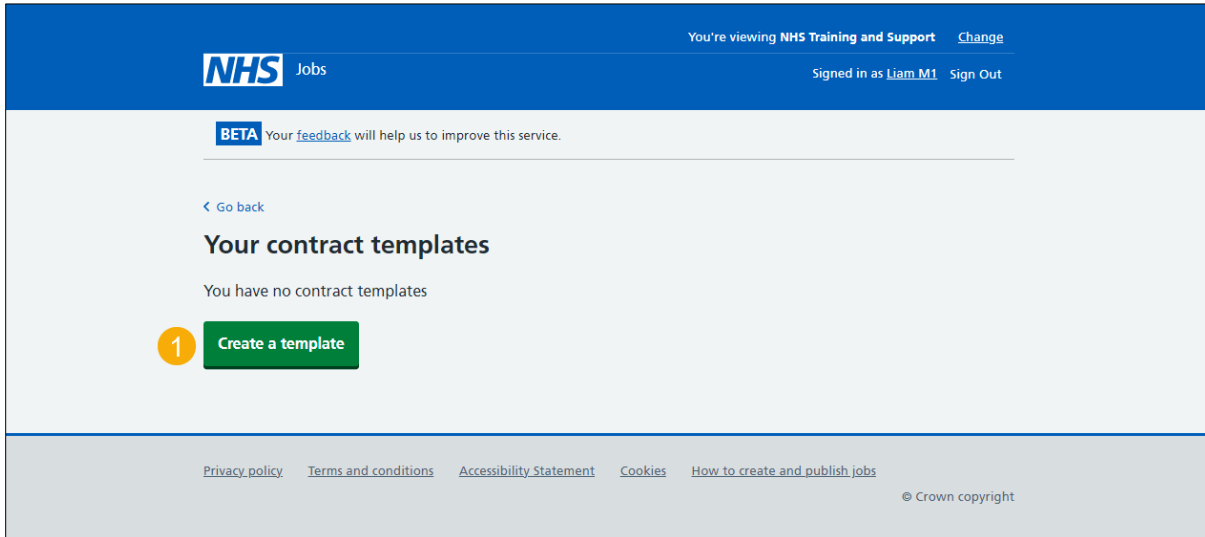 You're viewing NHS Training and Support Change
NHS Jobs
Signed in as Liam M1 Sign Out
BETA Your feedback will help us to improve this service.
Go back
Your contract templates
You have no contract templates
1 Create a template
Privacy policy Terms and conditions Accessibility Statement Cookies How to create and publish jobs
© Crown copyright